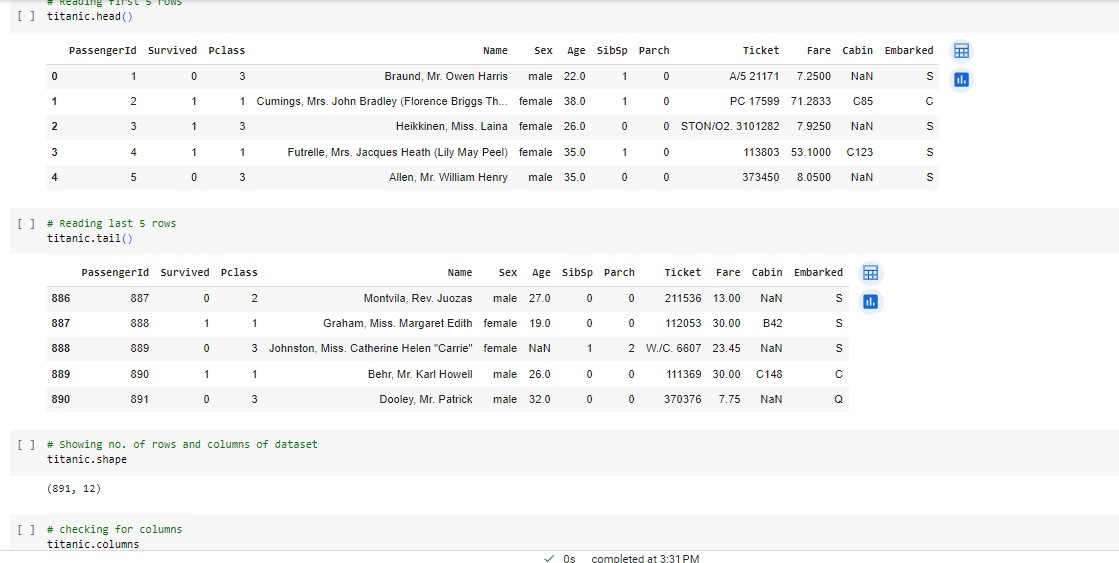 # Reading first 5 rows
[ ] titanic.head()
PassengerId Survived Pclass Name Sex Age SibSp Parch Ticket Fare Cabin Embarked
0 1 0 3 Braund, Mr. Owen Harris male 22.0 1 0 A/5 21171 7.2500 NaN S
1 2 1 1 Cumings, Mrs. John Bradley (Florence Briggs Th... female 38.0 1 0 PC 17599 71.2833 C85 C
2 3 1 3 Heikkinen, Miss. Laina female 26.0 0 0 STON/O2. 3101282 7.9250 NaN S
3 4 1 1 Futrelle, Mrs. Jacques Heath (Lily May Peel) female 35.0 1 0 113803 53.1000 C123 S
4 5 0 3 Allen, Mr. William Henry male 35.0 0 0 373450 8.0500 NaN S
[ ] # Reading last 5 rows
titanic.tail()
PassengerId Survived Pclass Name Sex Age SibSp Parch Ticket Fare Cabin Embarked
886 887 0 2 Montvila, Rev. Juozas male 27.0 0 0 211536 13.00 NaN S
887 888 1 1 Graham, Miss. Margaret Edith female 19.0 0 0 112053 30.00 B42 S
888 889 0 3 Johnston, Miss. Catherine Helen "Carrie" female NaN 1 2 W./C. 6607 23.45 NaN S
889 890 1 1 Behr, Mr. Karl Howell male 26.0 0 0 111369 30.00 C148 C
890 891 0 3 Dooley, Mr. Patrick male 32.0 0 0 370376 7.75 NaN Q
[ ] # Showing no. of rows and columns of dataset
titanic.shape
(891, 12)
[ ] # checking for columns
titanic.columns
0s completed at 3:31 PM